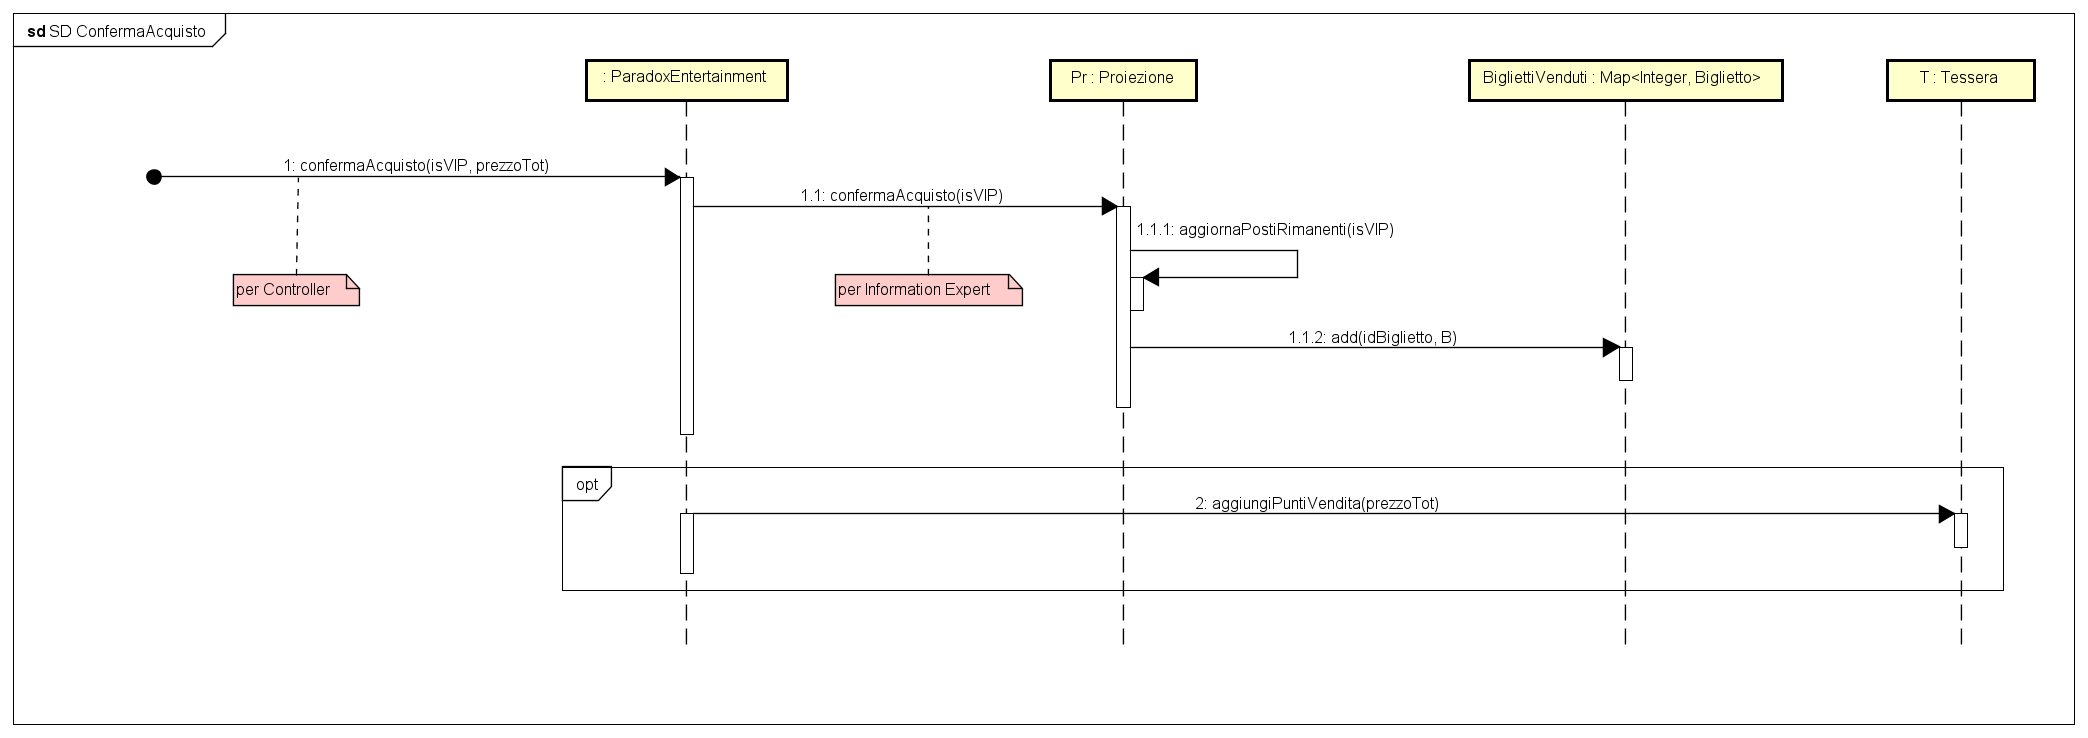 sd SD ConfermaAcquisto
: ParadoxEntertainment
Pr : Proiezione
BigliettiVenduti : Map<Integer, Biglietto>
T : Tessera
1: confermaAcquisto(isVIP, prezzoTot)
1.1: confermaAcquisto(isVIP)
1.1.1: aggiornaPostiRimanenti(isVIP)
per Controller
per Information Expert
1.1.2: add(idBiglietto, B)
opt
2: aggiungiPuntiVendita(prezzoTot)